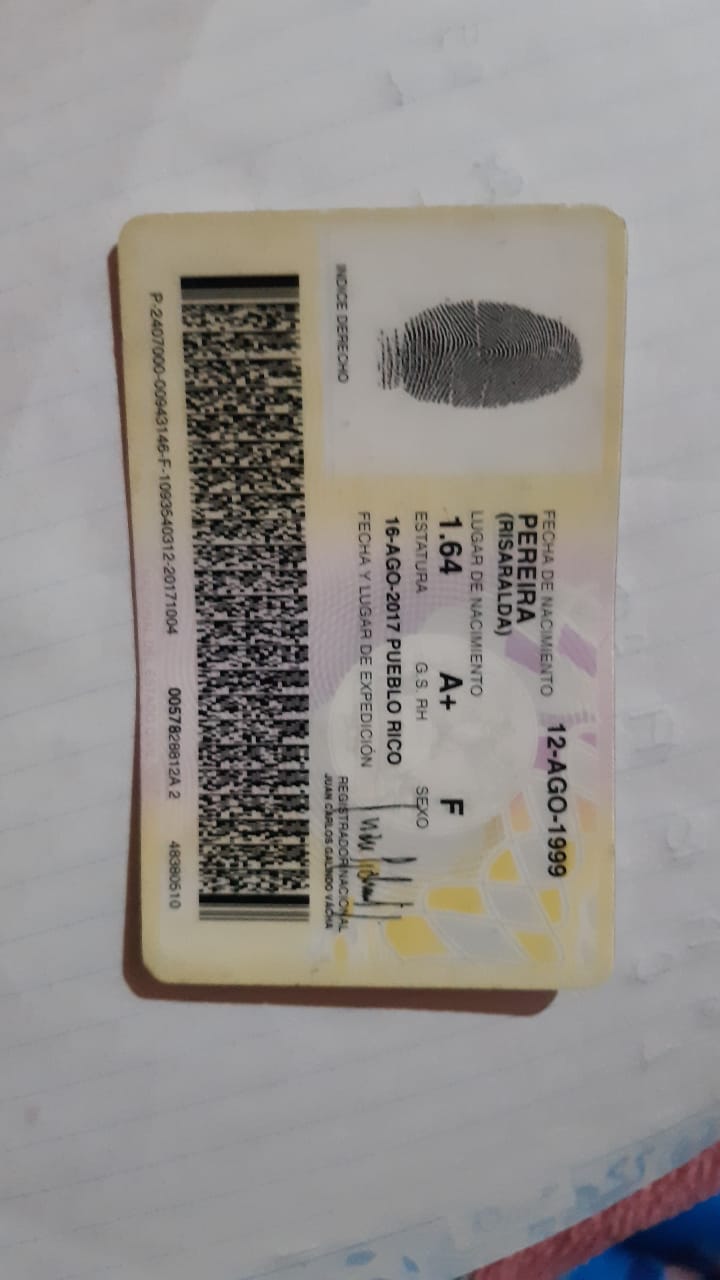 FECHA DE NACIMIENTO 12-AGO-1999
PEREIRA
(RISARALDA)
LUGAR DE NACIMIENTO
1.64 A+ F
ESTATURA G.S. RH SEXO
16-AGO-2017 PUEBLO RICO
FECHA Y LUGAR DE EXPEDICIÓN
INDICE DERECHO
REGISTRADOR NACIONAL
JUAN CARLOS GALINDO VACHA
P-2407000-00943146-F-1093540312-20171004 0057828812A 2 48380510